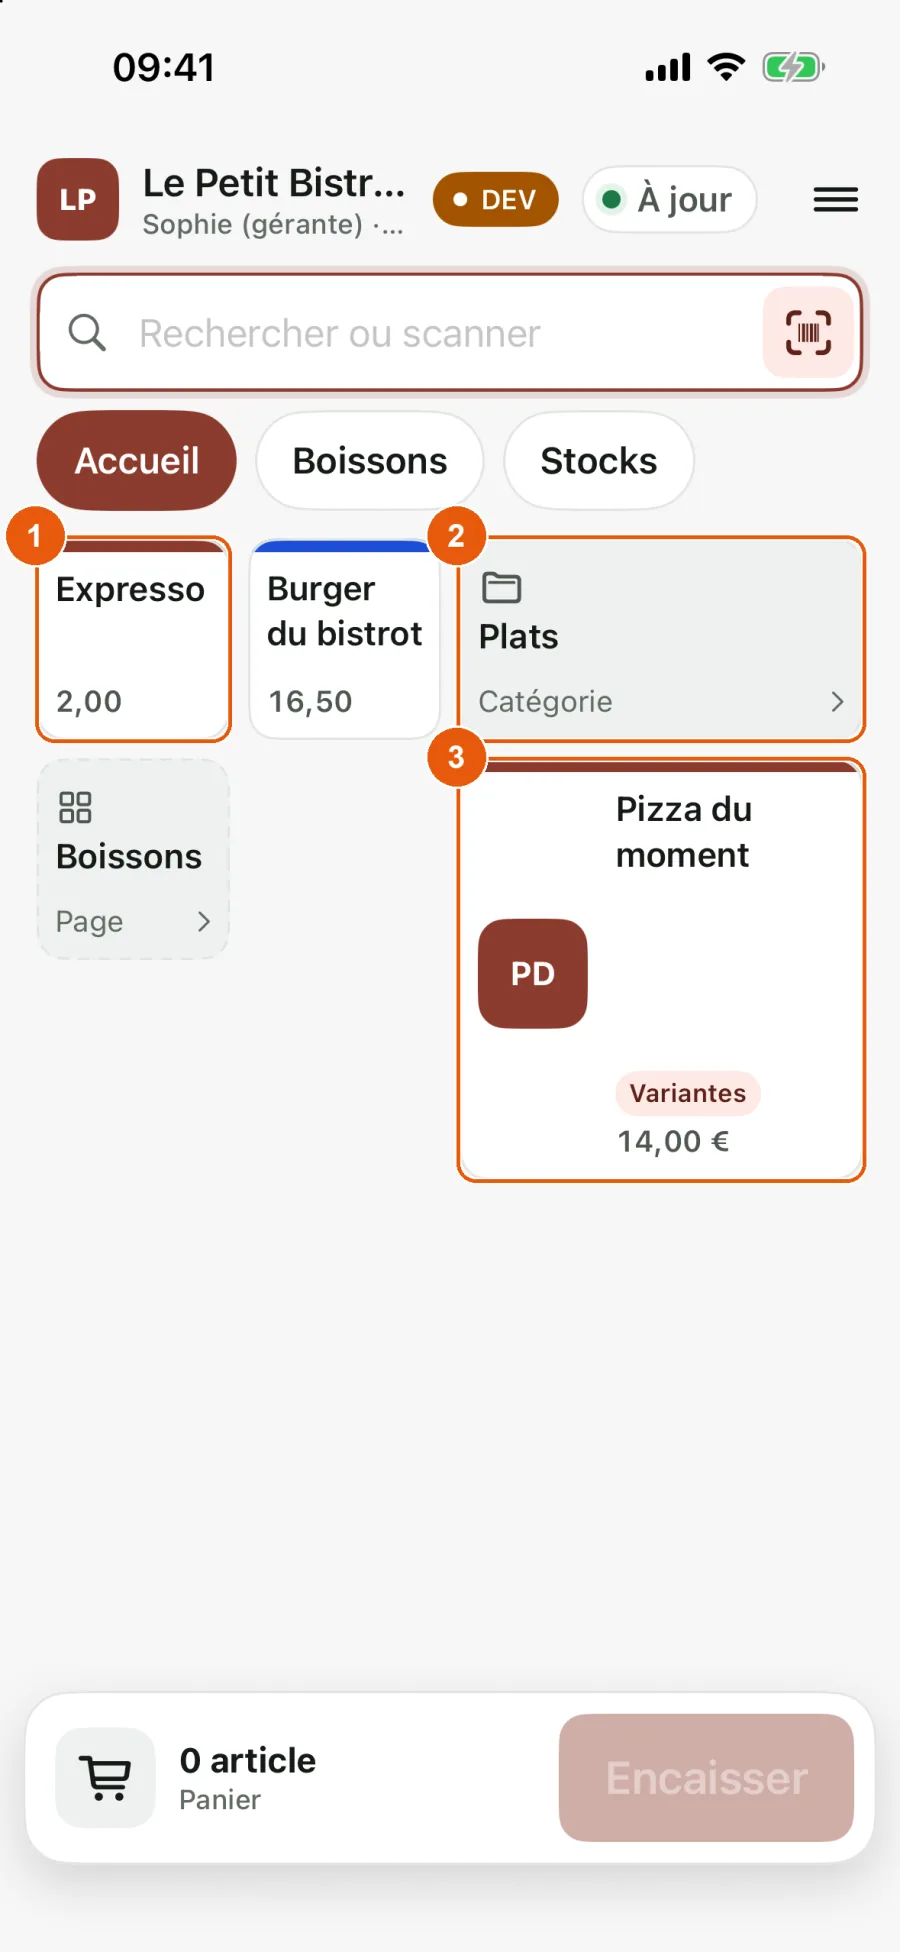 09:41
LP
Le Petit Bistr...
Sophie (gérante) ·...
DEV
À jour
Rechercher ou scanner
Accueil
Boissons
Stocks
1
Expresso
2,00
Burger
du bistrot
16,50
2
Plats
Catégorie
Boissons
Page
3
Pizza du
moment
PD
Variantes
14,00 €
0 article
Panier
Encaisser